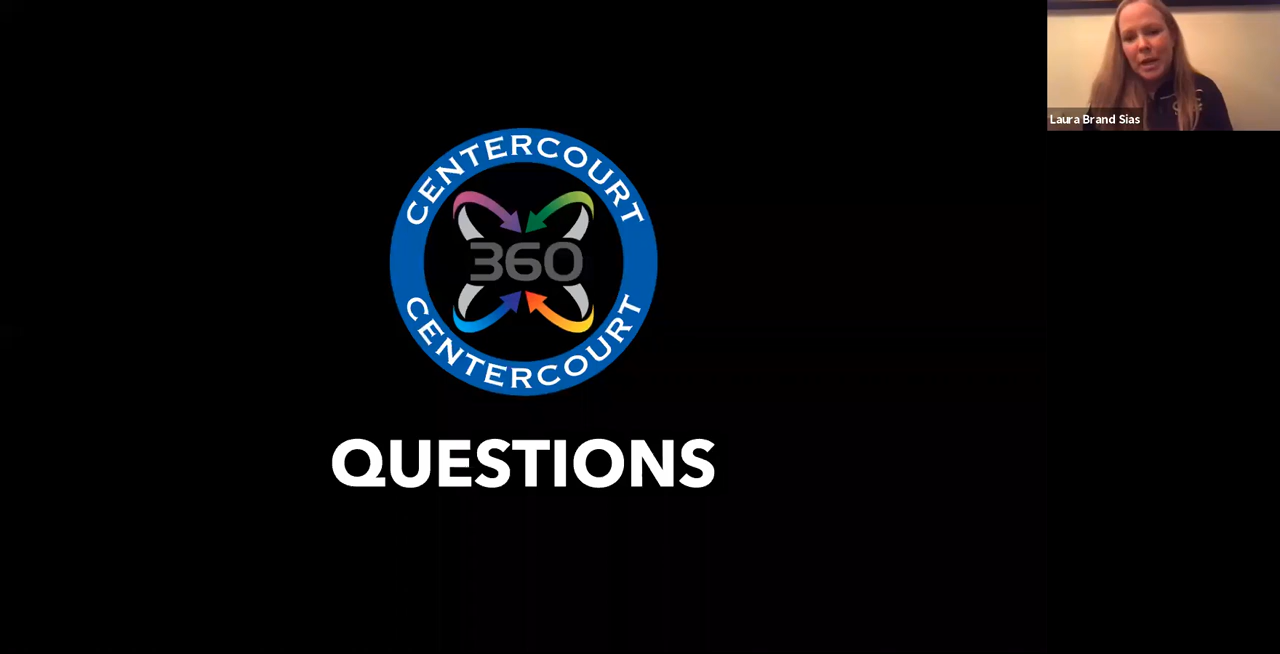 CENTERCOURT
360
CENTERCOURT
QUESTIONS
Laura Brand Sias